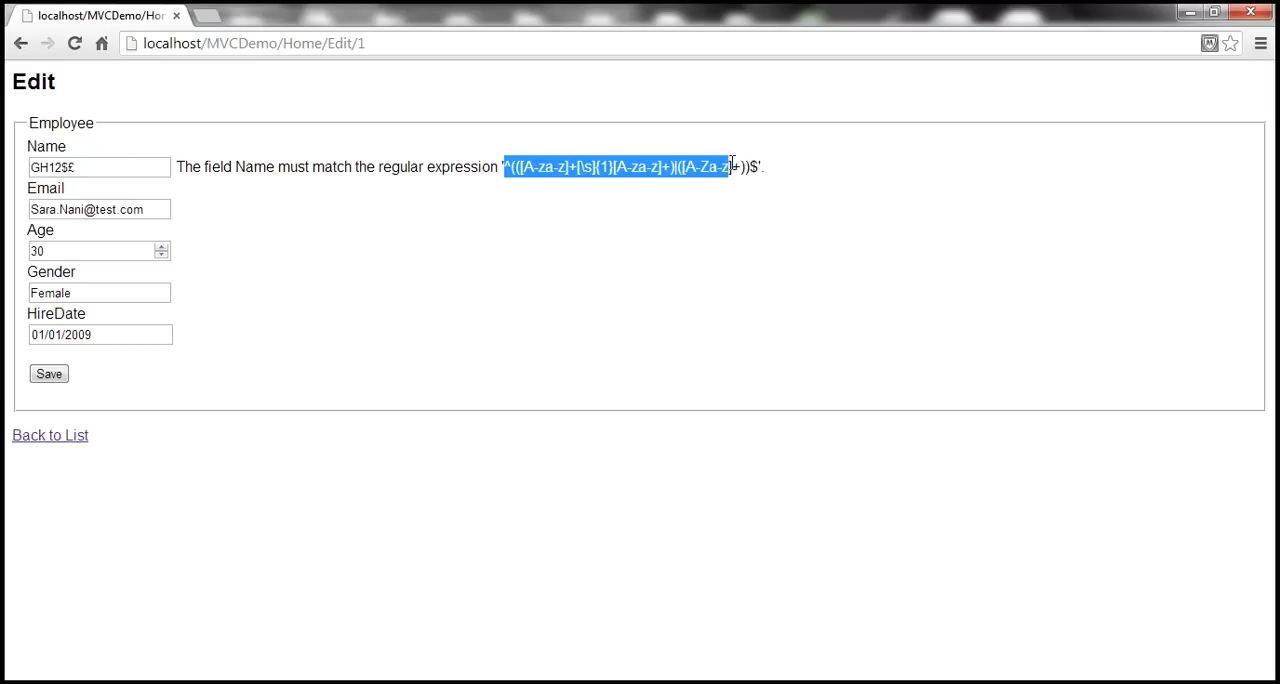 localhost/MVCDemo/Hor
localhost/MVCDemo/Home/Edit/1
Edit
Employee
Name
GH12$£ The field Name must match the regular expression '^(([A-za-z]+[\s]{1}[A-za-z]+)|([A-Za-z]+))$'.
Email
Sara.Nani@test.com
Age
30
Gender
Female
HireDate
01/01/2009
Save
Back to List